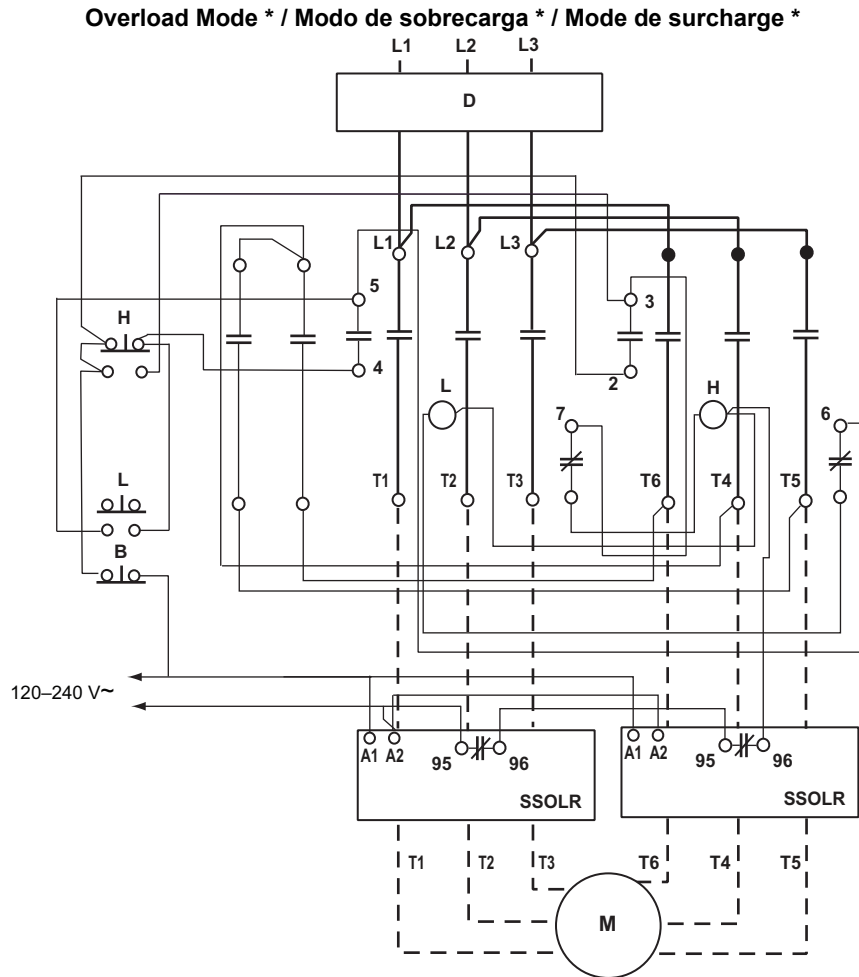 Overload Mode * / Modo de sobrecarga * / Mode de surcharge *
L1 L2 L3
D
L1 L2 L3
5 3
H
4 2
L H
7 6
L
T1 T2 T3 T6 T4 T5
B
120–240 V~
A1 A2 95 96
SSOLR
A1 A2 95 96
SSOLR
T1 T2 T3 T6 T4 T5
M